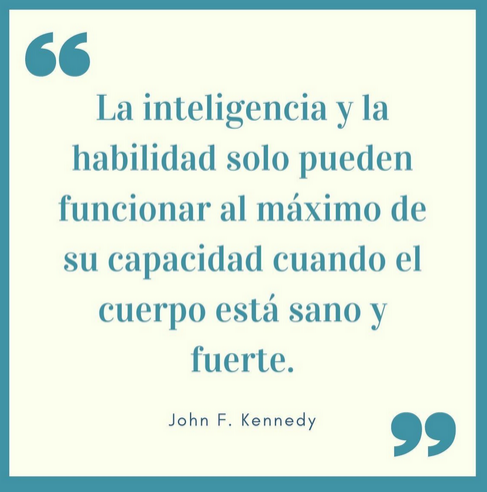 “
La inteligencia y la
habilidad solo pueden
funcionar al máximo de
su capacidad cuando el
cuerpo está sano y
fuerte.
John F. Kennedy
”